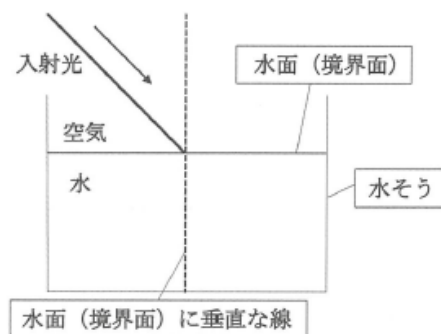 入射光
水面（境界面）
空気
水
水そう
水面（境界面）に垂直な線